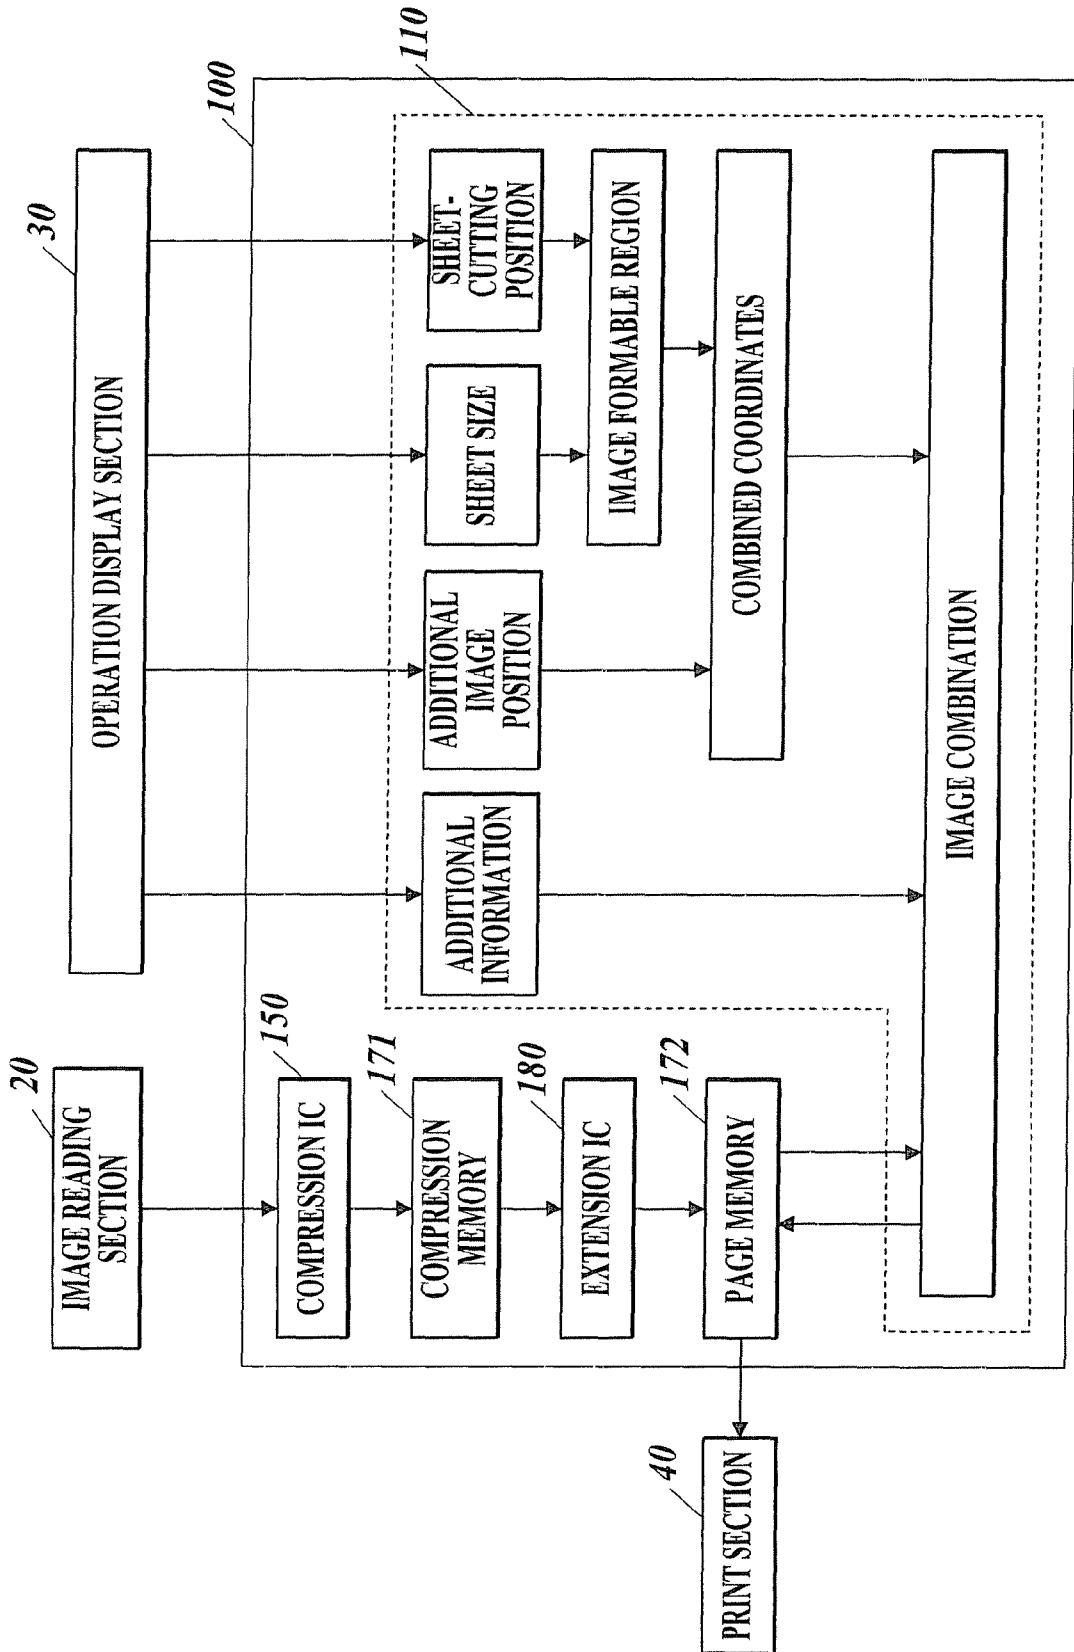 20
IMAGE READING
SECTION
30
OPERATION DISPLAY SECTION
100
110
150
COMPRESSION IC
171
COMPRESSION
MEMORY
180
EXTENSION IC
172
PAGE MEMORY
40
PRINT SECTION
ADDITIONAL
INFORMATION
ADDITIONAL
IMAGE
POSITION
SHEET SIZE
SHEET-
CUTTING
POSITION
IMAGE FORMABLE REGION
COMBINED COORDINATES
IMAGE COMBINATION